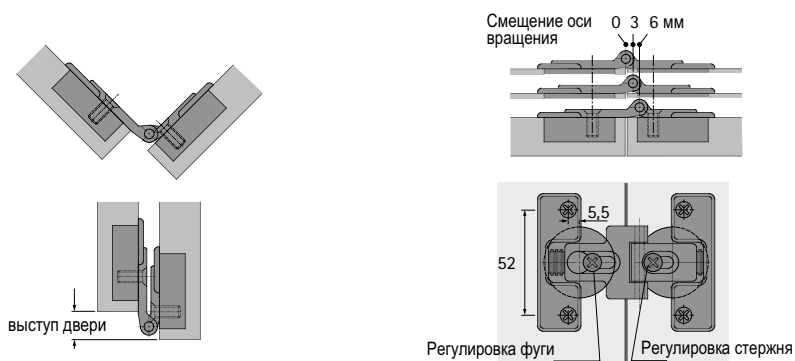 Смещение оси 0 3 6 мм
вращения
5,5
52
выступ двери
Регулировка фуги
Регулировка стержня